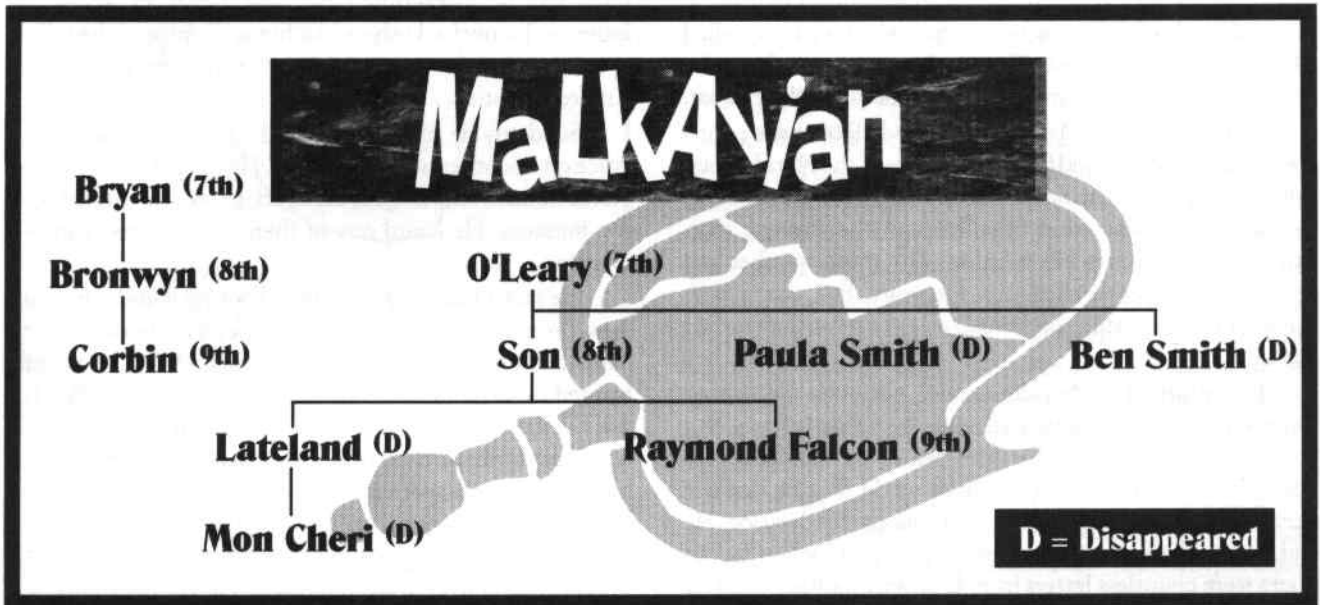 MaLkAvian
Bryan (7th)
Bronwyn (8th)
O'Leary (7th)
Corbin (9th)
Son (8th)
Paula Smith (D)
Ben Smith (D)
Lateland (D)
Raymond Falcon (9th)
Mon Cheri (D)
D = Disappeared